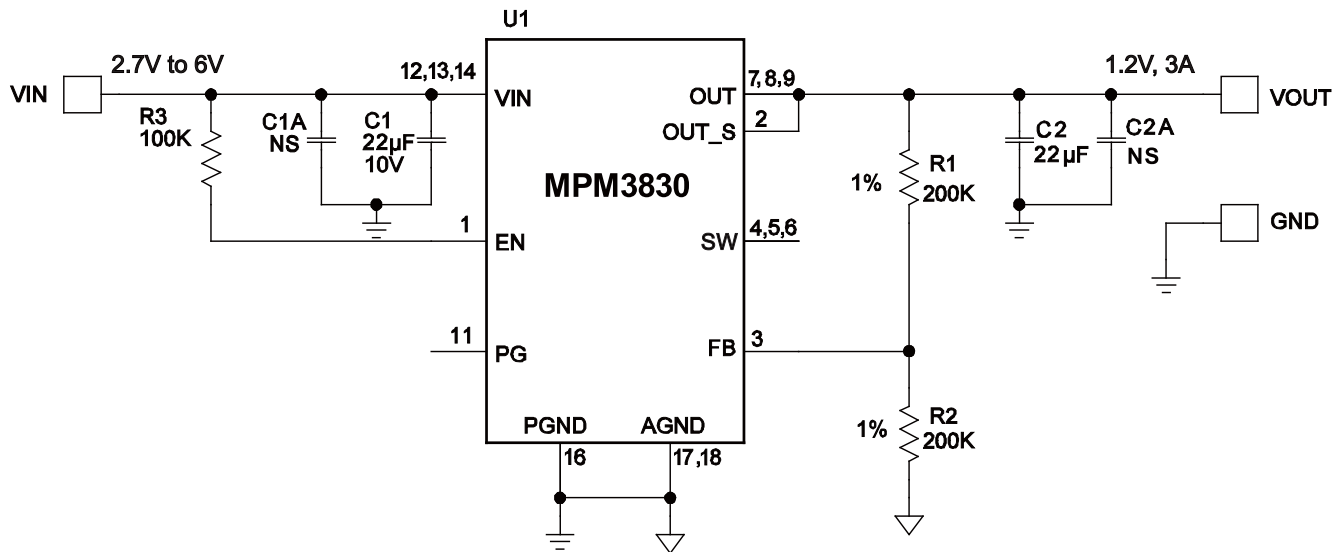 U1
2.7V to 6V
VIN
R3
100K
C1A
NS
C1
22µF
10V
12,13,14
VIN
1
EN
11
PG
MPM3830
PGND
16
AGND
17,18
OUT
7,8,9
OUT_S
2
SW
4,5,6
FB
3
1%
R1
200K
1%
R2
200K
C2
22µF
C2A
NS
1.2V, 3A
VOUT
GND